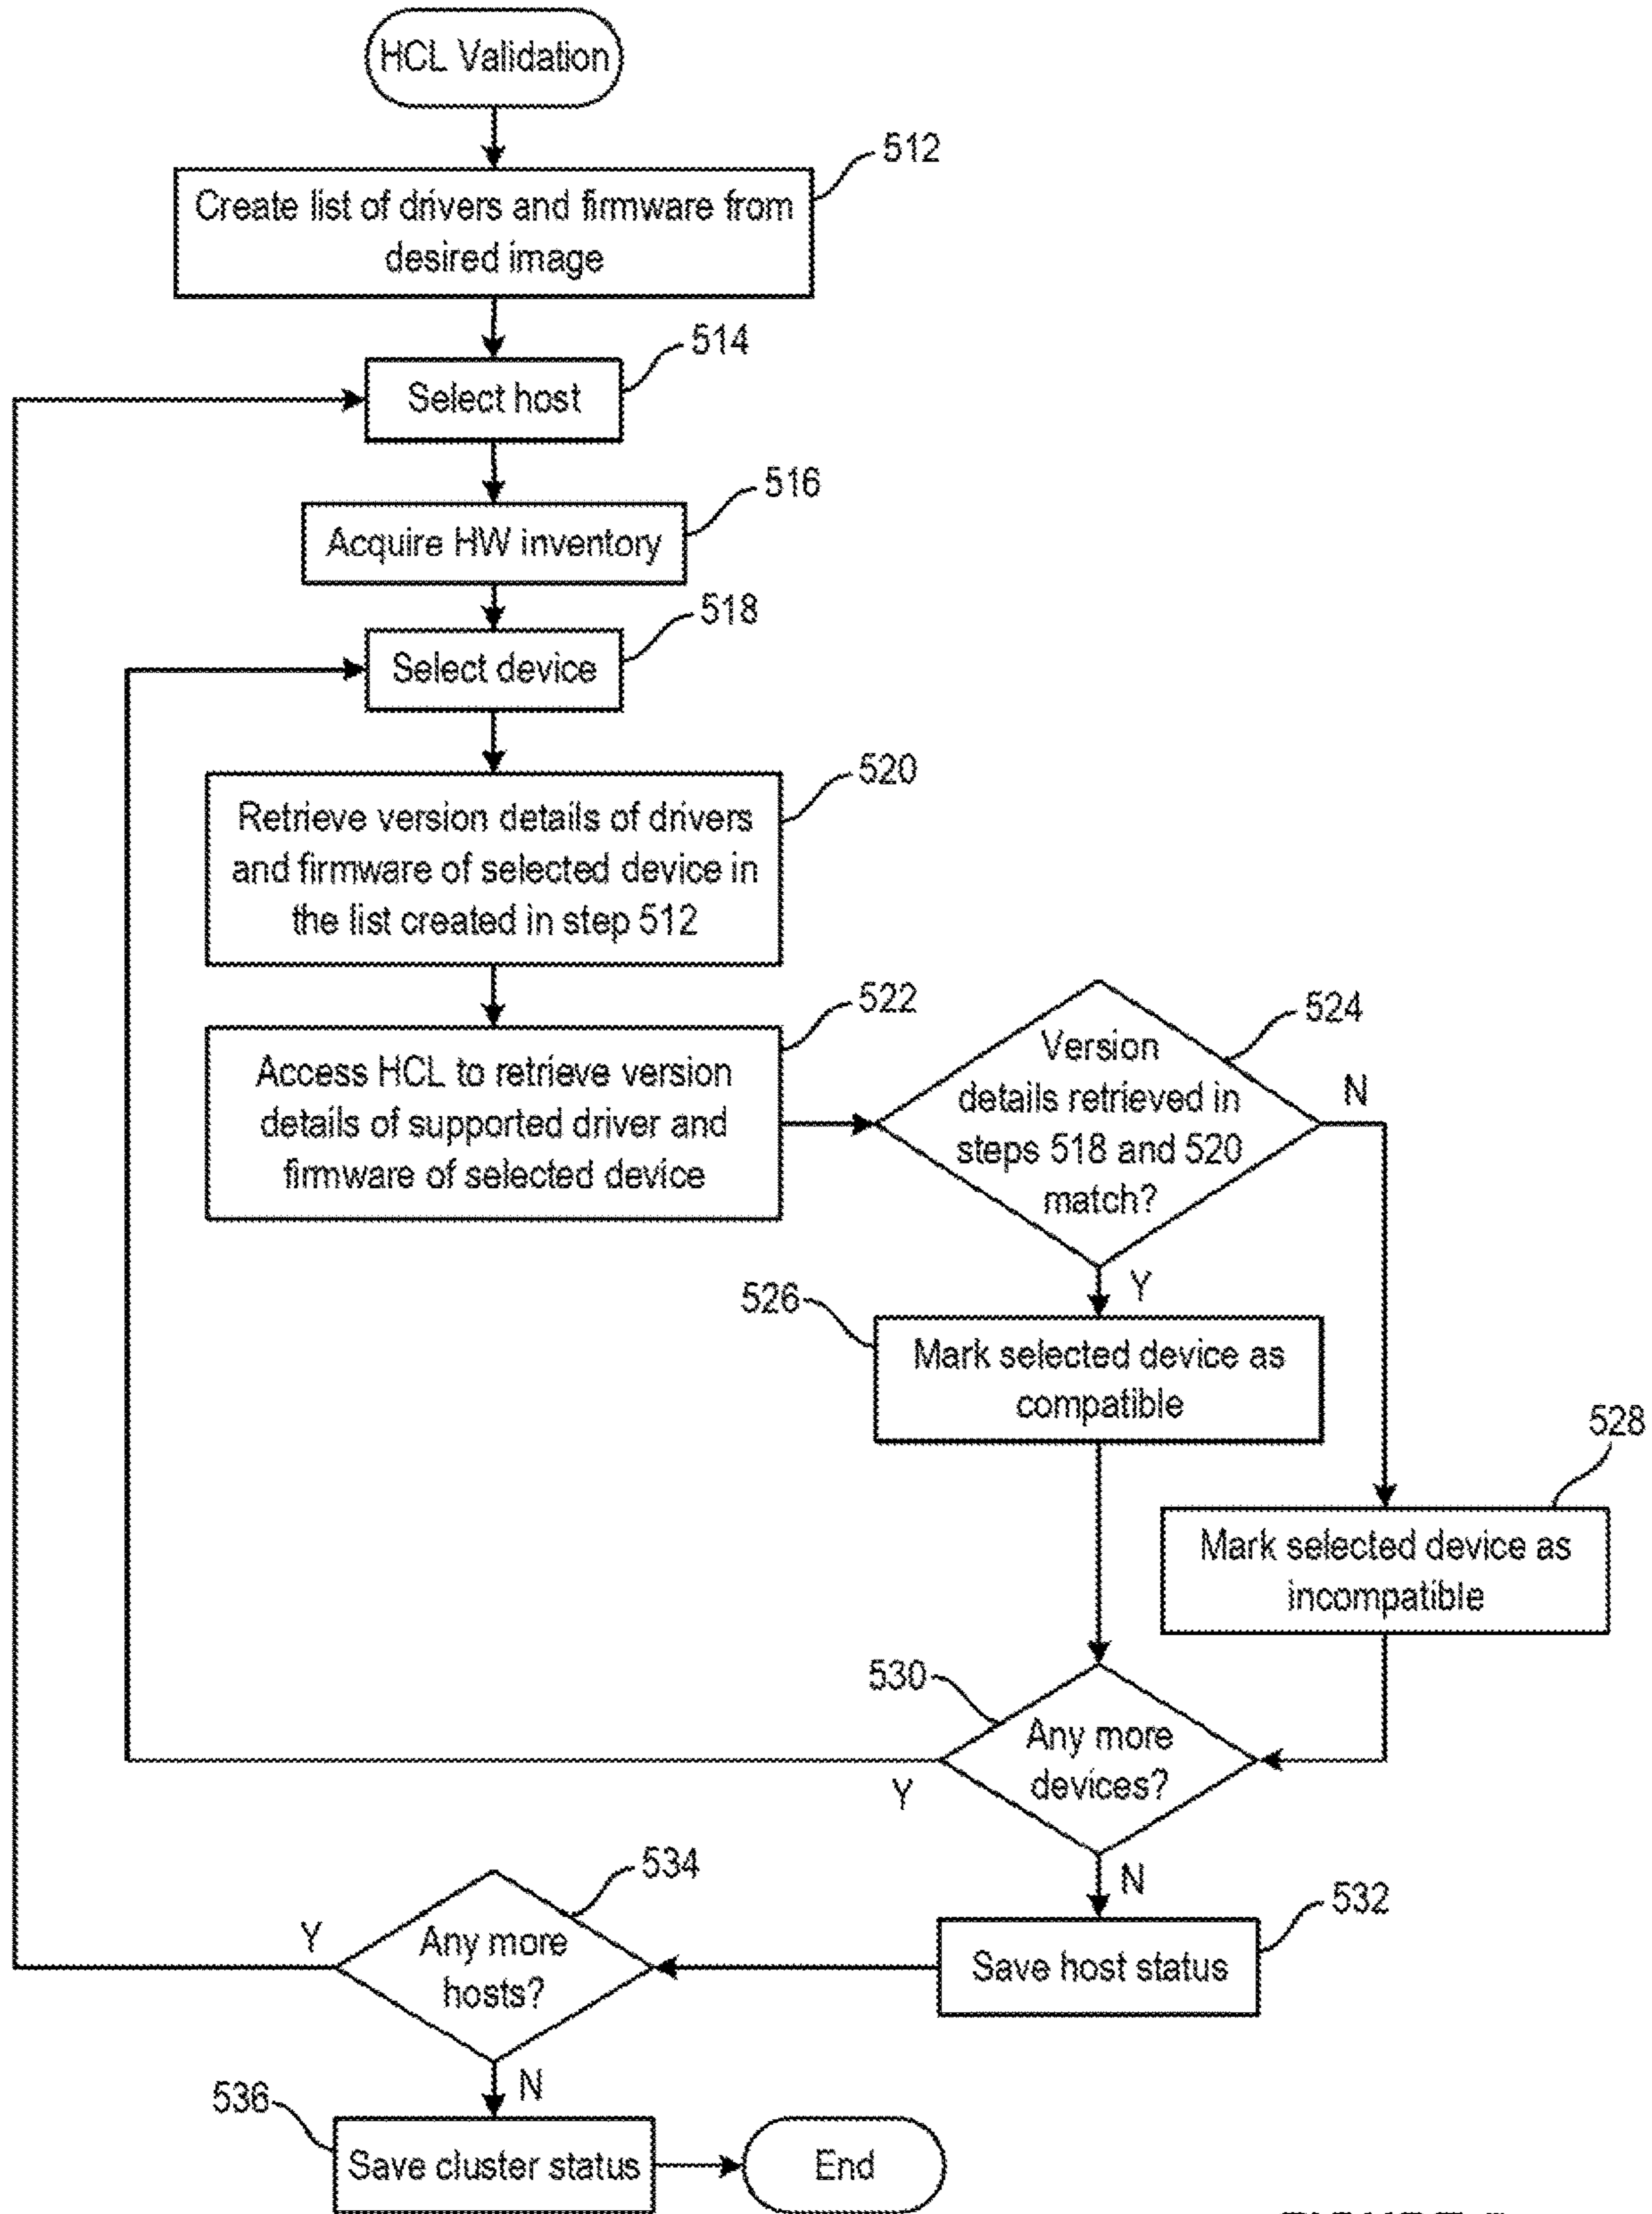 HCL Validation
512
Create list of drivers and firmware from
desired image
514
Select host
516
Acquire HW inventory
518
Select device
520
Retrieve version details of drivers
and firmware of selected device in
the list created in step 512
522
Access HCL to retrieve version
details of supported driver and
firmware of selected device
524
Version
details retrieved in
steps 518 and 520
match?
N
Y
526
Mark selected device as
compatible
528
Mark selected device as
incompatible
530
Any more
devices?
Y
N
532
Save host status
534
Any more
hosts?
Y
N
536
Save cluster status
End